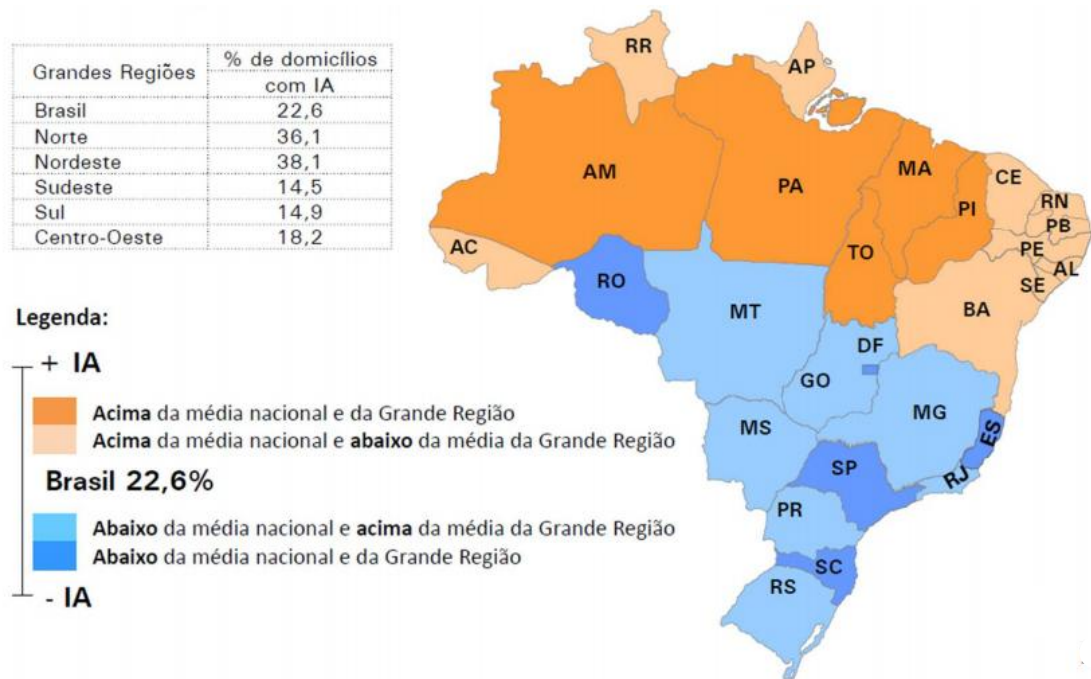 Grandes Regiões
% de domicílios
com IA
Brasil 22,6
Norte 36,1
Nordeste 38,1
Sudeste 14,5
Sul 14,9
Centro-Oeste 18,2
Legenda:
+ IA
Acima da média nacional e da Grande Região
Acima da média nacional e abaixo da média da Grande Região
Brasil 22,6%
Abaixo da média nacional e acima da média da Grande Região
Abaixo da média nacional e da Grande Região
- IA
RR
AP
AM
PA
MA
CE
RN
PI
PB
PE
AC
TO
AL
RO
SE
MT
BA
DF
GO
MG
MS
ES
SP
RJ
PR
SC
RS